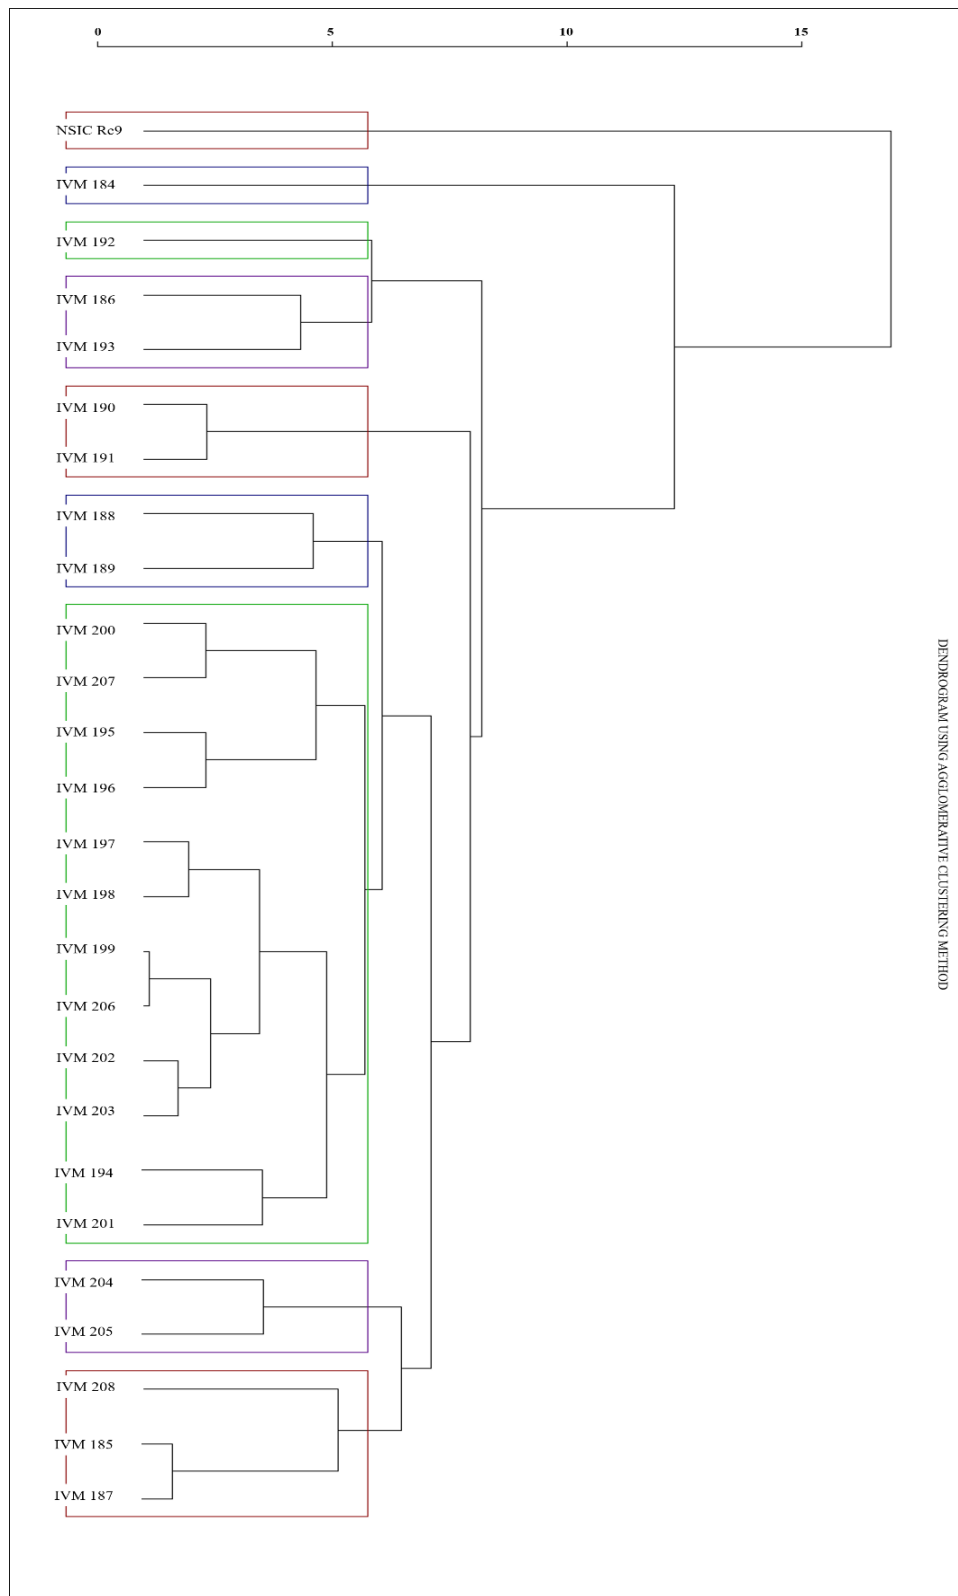 0 5 10 15
NSIC Rc9
IVM 184
IVM 192
IVM 186
IVM 193
IVM 190
IVM 191
IVM 188
IVM 189
IVM 200
IVM 207
IVM 195
IVM 196
IVM 197
IVM 198
IVM 199
IVM 206
IVM 202
IVM 203
IVM 194
IVM 201
IVM 204
IVM 205
IVM 208
IVM 185
IVM 187
DENDROGRAM USING AGGLOMERATIVE CLUSTERING METHOD